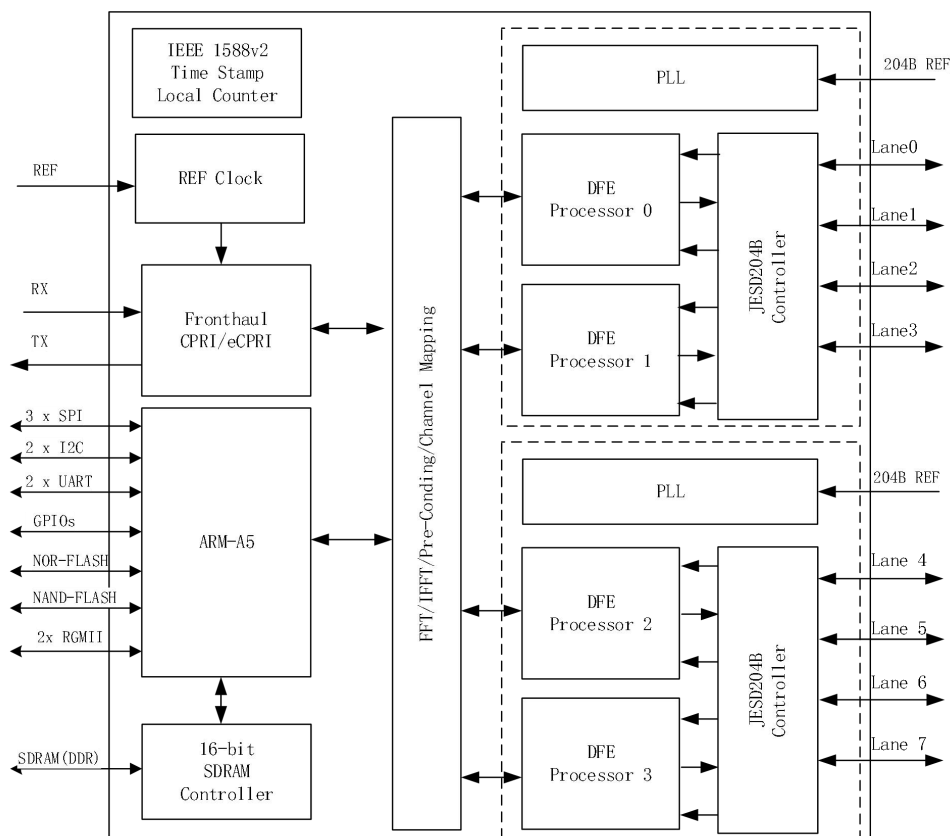 IEEE 1588v2
Time Stamp
Local Counter
REF
REF Clock
RX
TX
Fronthaul
CPRI/eCPRI
3 x SPI
2 x I2C
2 x UART
GPIOs
NOR-FLASH
NAND-FLASH
2x RGMII
ARM-A5
SDRAM(DDR)
16-bit
SDRAM
Controller
FFT/IFFT/Pre-Conding/Channel Mapping
PLL
204B REF
DFE
Processor 0
DFE
Processor 1
JESD204B
Controller
Lane0
Lane1
Lane2
Lane3
PLL
204B REF
DFE
Processor 2
DFE
Processor 3
JESD204B
Controller
Lane 4
Lane 5
Lane 6
Lane 7